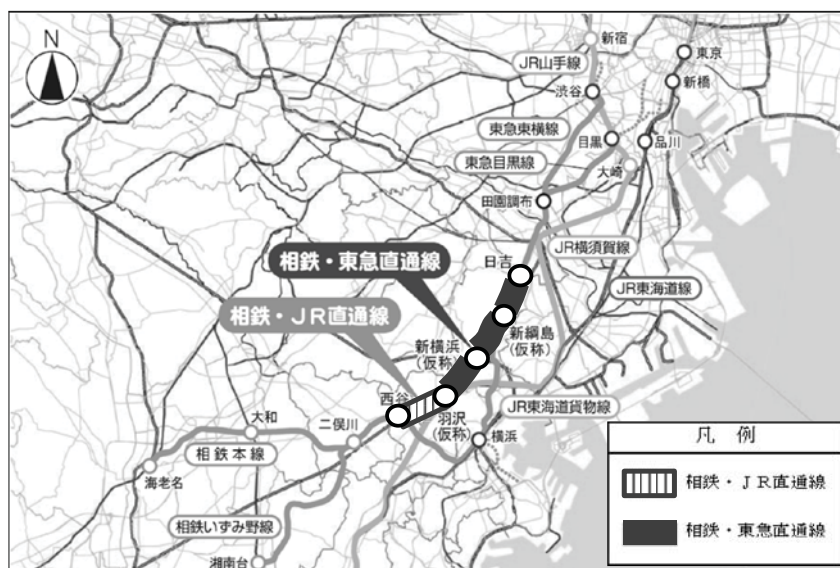 N
新宿
東京
JR山手線
新橋
渋谷
東急東横線
目黒
品川
東急目黒線
大崎
田園調布
JR横須賀線
相鉄・東急直通線
日吉
JR東海道線
相鉄・JR直通線
新綱島
(仮称)
新横浜
(仮称)
西谷
羽沢
(仮称)
JR東海道貨物線
大和
二俣川
横浜
相鉄本線
海老名
相鉄いずみ野線
湘南台
凡 例
相鉄・JR直通線
相鉄・東急直通線